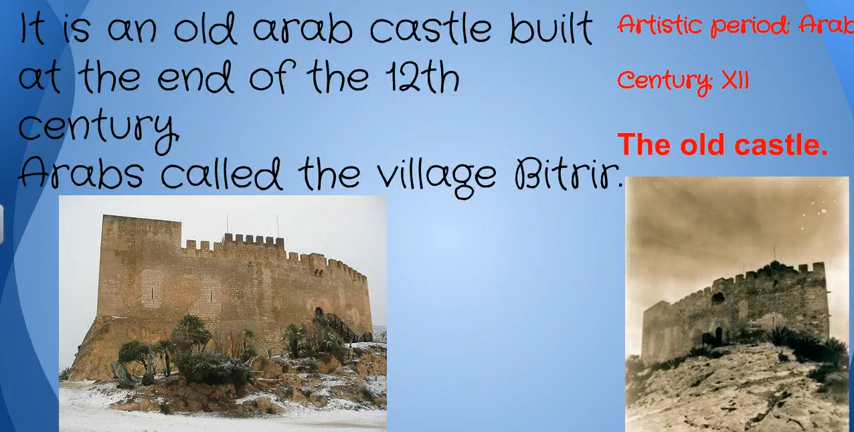 It is an old arab castle built
at the end of the 12th
century.
Arabs called the village Bitrir.
Artistic period: Arab
Century: XII
The old castle.